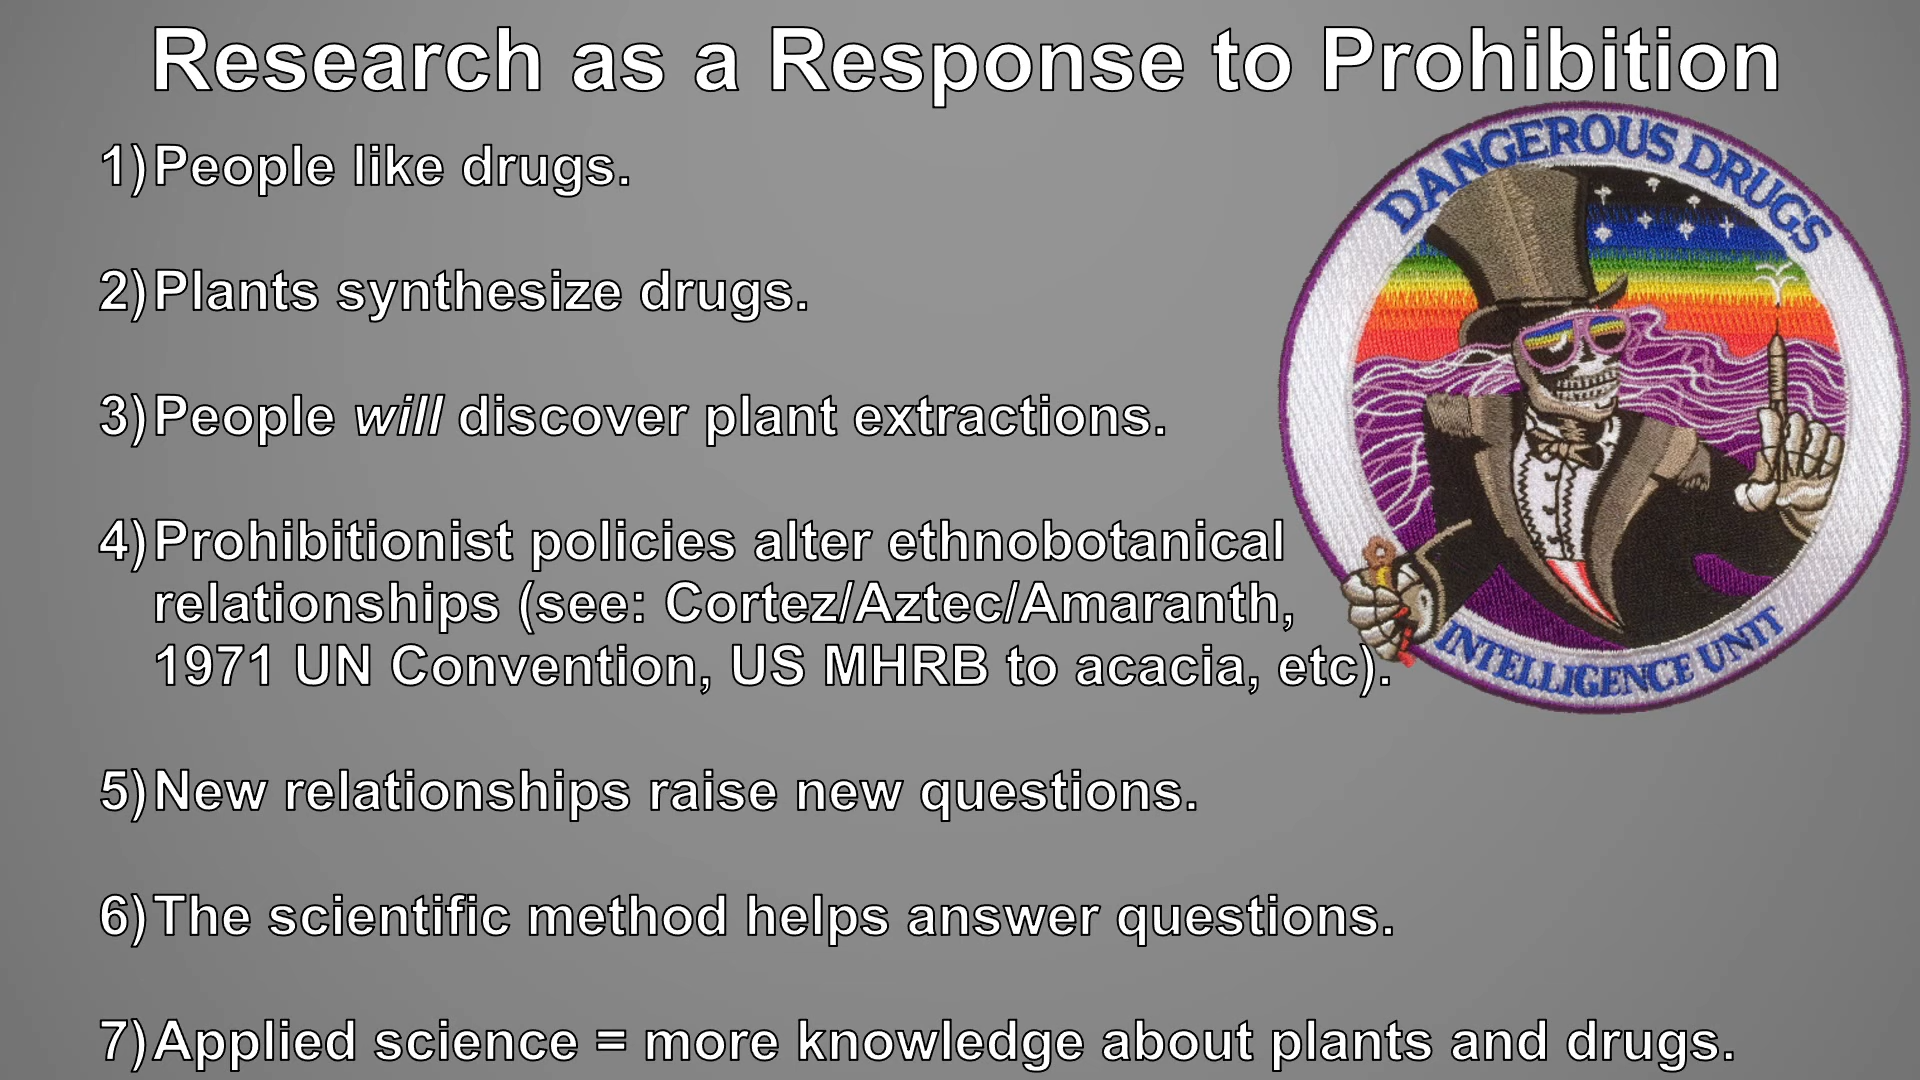 Research as a Response to Prohibition
1) People like drugs.
2) Plants synthesize drugs.
3) People will discover plant extractions.
4) Prohibitionist policies alter ethnobotanical
relationships (see: Cortez/Aztec/Amaranth,
1971 UN Convention, US MHRB to acacia, etc).
5) New relationships raise new questions.
6) The scientific method helps answer questions.
7) Applied science = more knowledge about plants and drugs.
DANGEROUS DRUGS
INTELLIGENCE UNIT